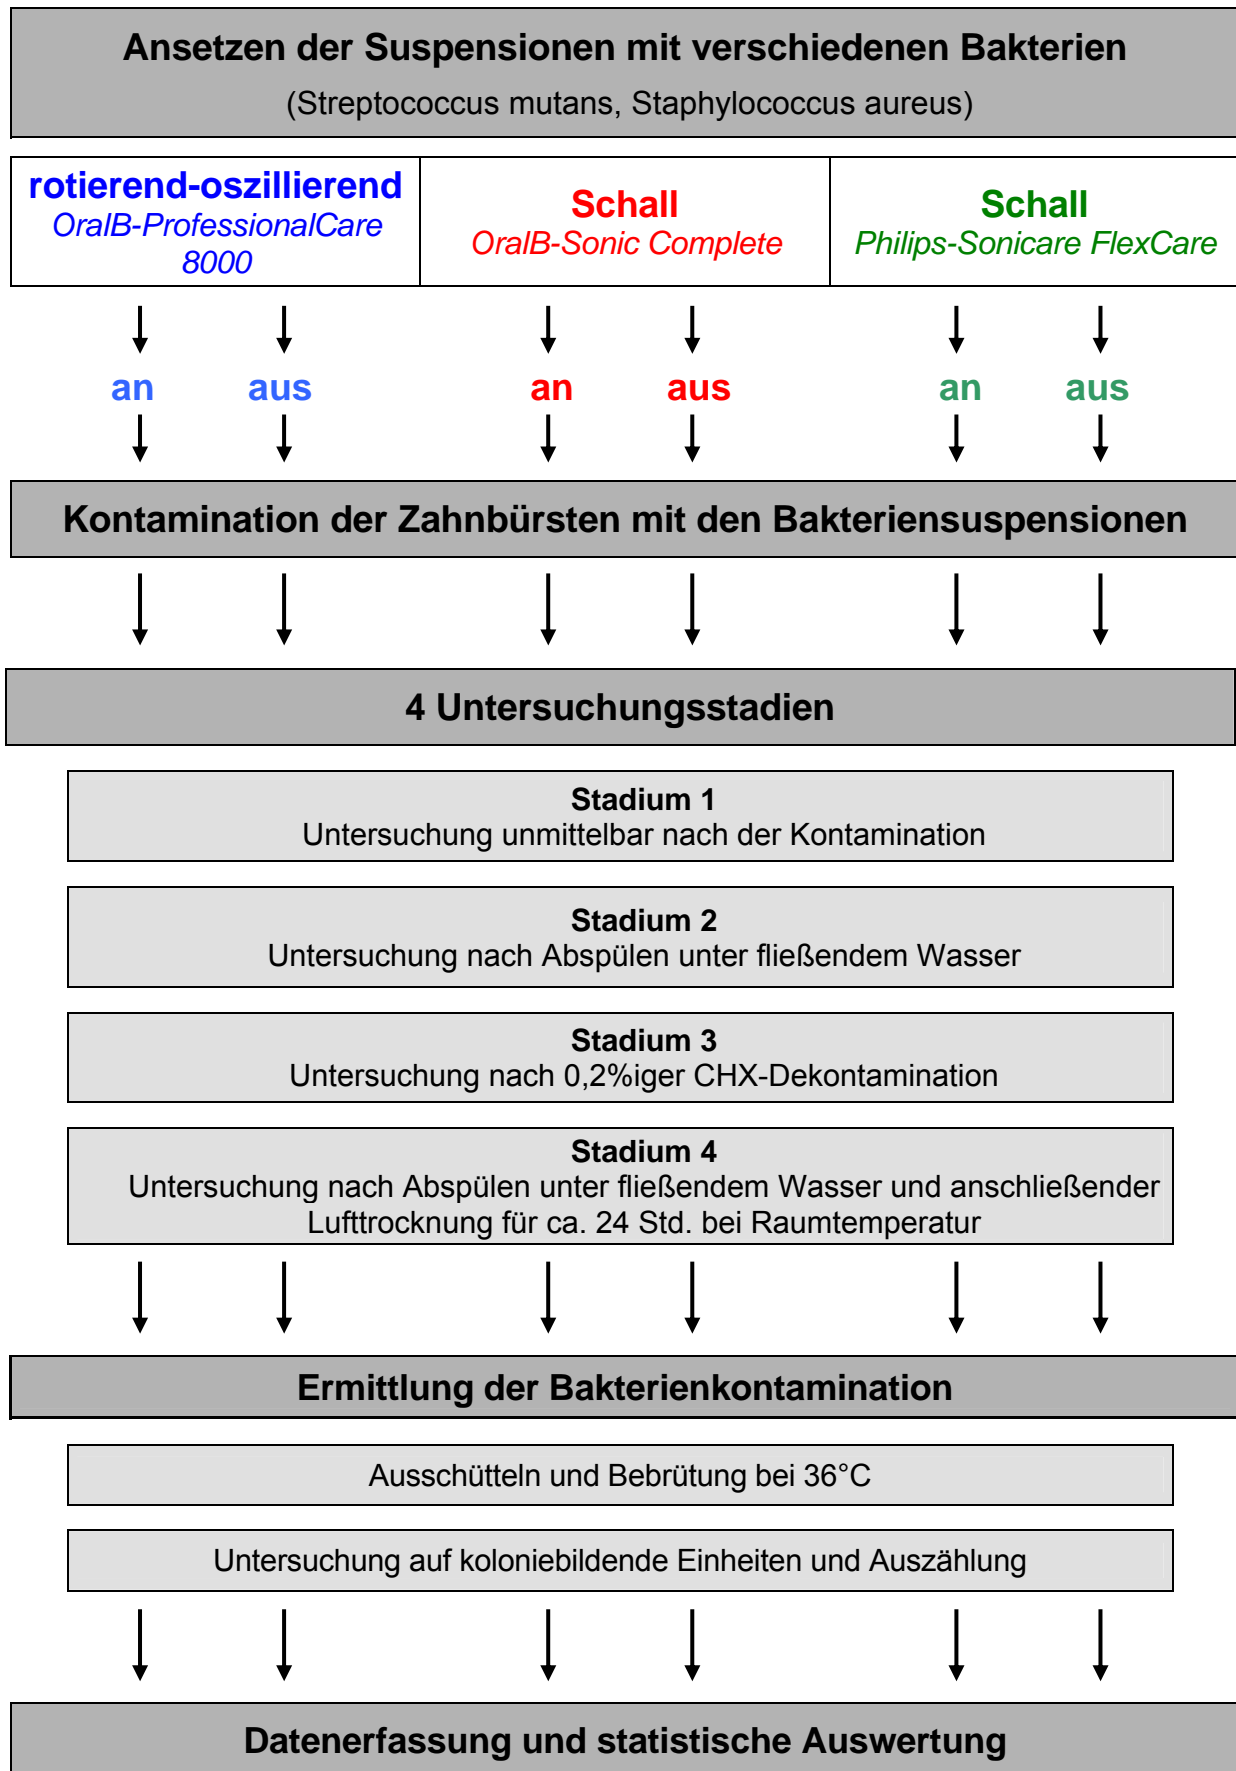 Ansetzen der Suspensionen mit verschiedenen Bakterien
(Streptococcus mutans, Staphylococcus aureus)
rotierend-oszillierend
OralB-ProfessionalCare
8000
Schall
OralB-Sonic Complete
Schall
Philips-Sonicare FlexCare
an aus an aus an aus
Kontamination der Zahnbürsten mit den Bakteriensuspensionen
4 Untersuchungsstadien
Stadium 1
Untersuchung unmittelbar nach der Kontamination
Stadium 2
Untersuchung nach Abspülen unter fließendem Wasser
Stadium 3
Untersuchung nach 0,2%iger CHX-Dekontamination
Stadium 4
Untersuchung nach Abspülen unter fließendem Wasser und anschließender
Lufttrocknung für ca. 24 Std. bei Raumtemperatur
Ermittlung der Bakterienkontamination
Ausschütteln und Bebrütung bei 36°C
Untersuchung auf koloniebildende Einheiten und Auszählung
Datenerfassung und statistische Auswertung